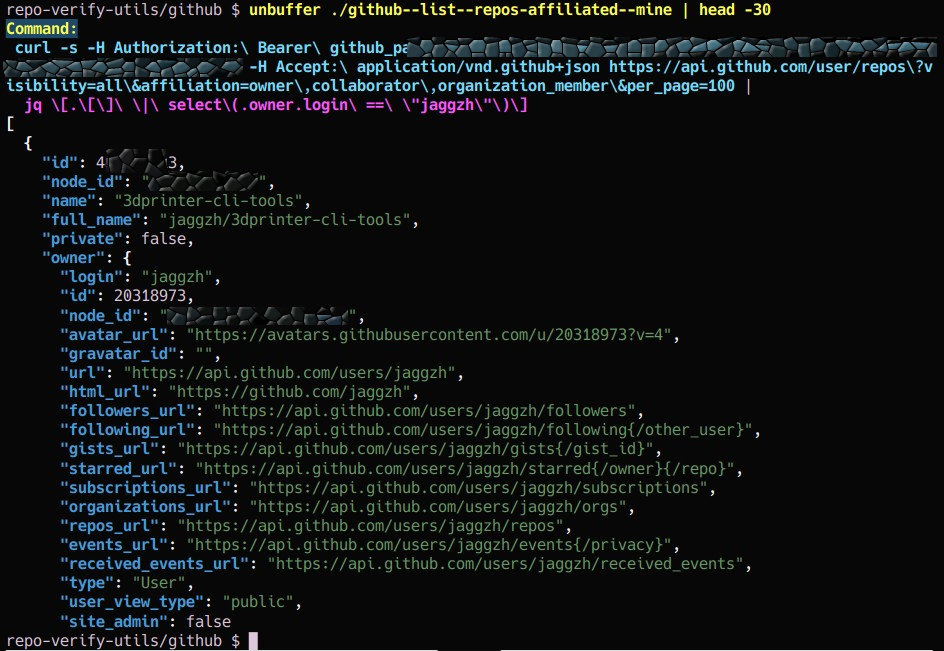 repo-verify-utils/github $ unbuffer ./github--list--repos-affiliated--mine | head -30
Command:
 curl -s -H Authorization:\ Bearer\ github_pa
 -H Accept:\ application/vnd.github+json https://api.github.com/user/repos\?v
isibility=all\&affiliation=owner\,collaborator\,organization_member\&per_page=100 |
  jq \[.\[\]\ \|\ select\(.owner.login\ ==\ \"jaggzh\"\)\]
[
  {
    "id": 4 3,
    "node_id": " ",
    "name": "3dprinter-cli-tools",
    "full_name": "jaggzh/3dprinter-cli-tools",
    "private": false,
    "owner": {
      "login": "jaggzh",
      "id": 20318973,
      "node_id": " ",
      "avatar_url": "https://avatars.githubusercontent.com/u/20318973?v=4",
      "gravatar_id": "",
      "url": "https://api.github.com/users/jaggzh",
      "html_url": "https://github.com/jaggzh",
      "followers_url": "https://api.github.com/users/jaggzh/followers",
      "following_url": "https://api.github.com/users/jaggzh/following{/other_user}",
      "gists_url": "https://api.github.com/users/jaggzh/gists{/gist_id}",
      "starred_url": "https://api.github.com/users/jaggzh/starred{/owner}{/repo}",
      "subscriptions_url": "https://api.github.com/users/jaggzh/subscriptions",
      "organizations_url": "https://api.github.com/users/jaggzh/orgs",
      "repos_url": "https://api.github.com/users/jaggzh/repos",
      "events_url": "https://api.github.com/users/jaggzh/events{/privacy}",
      "received_events_url": "https://api.github.com/users/jaggzh/received_events",
      "type": "User",
      "user_view_type": "public",
      "site_admin": false
repo-verify-utils/github $